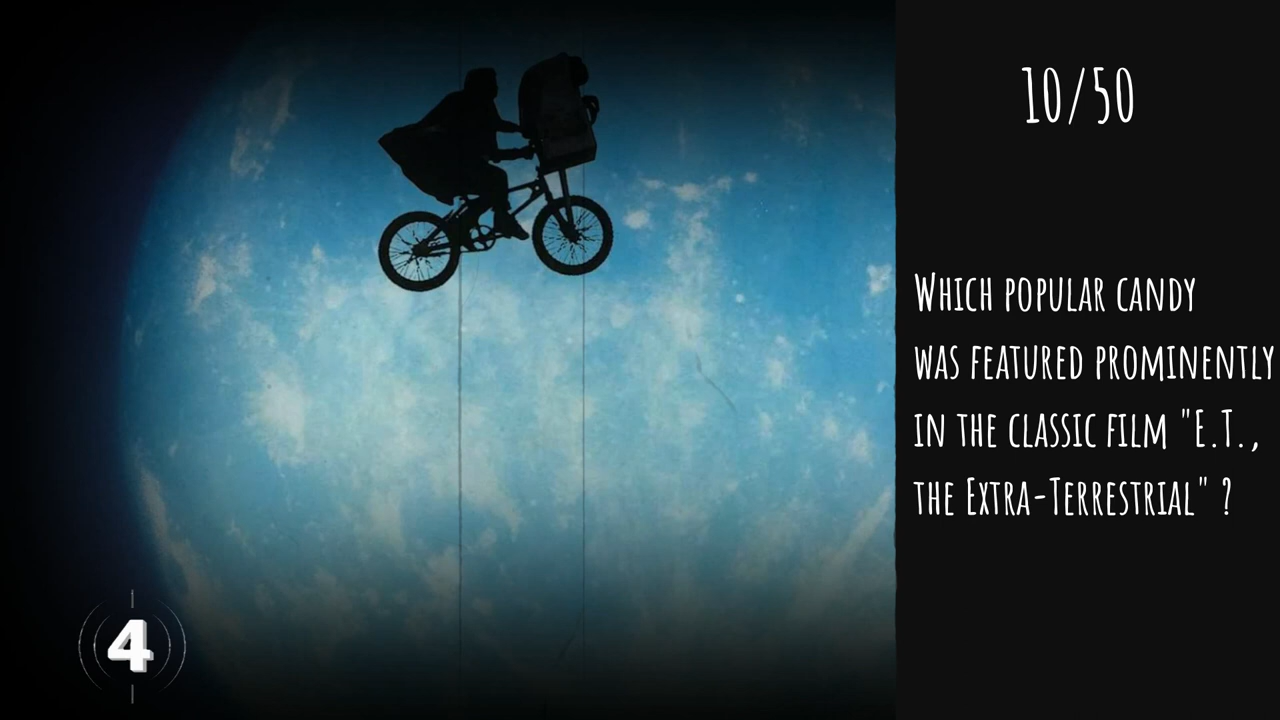 10/50
Which popular candy
was featured prominently
in the classic film "E.T.,
the Extra-Terrestrial" ?
4